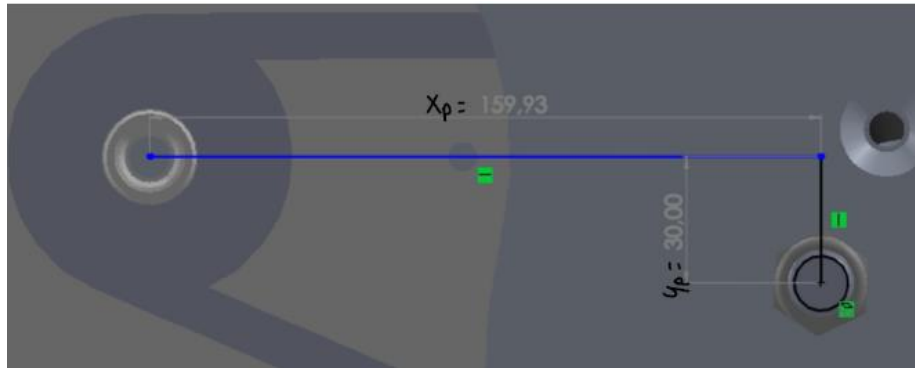 Xp = 159,93
yp = 30,00